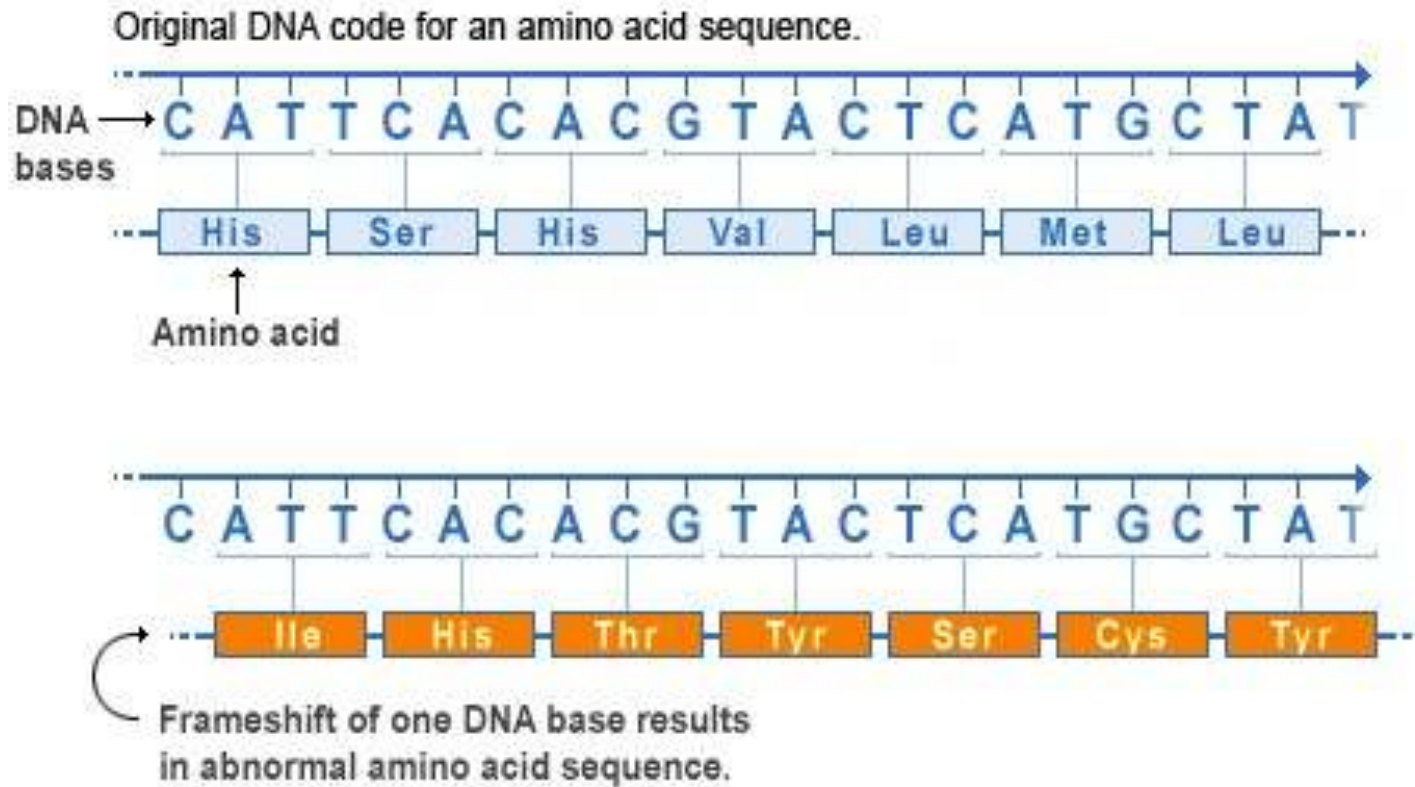 Original DNA code for an amino acid sequence.
DNA bases
C A T T C A C A C G T A C T C A T G C T A T
His Ser His Val Leu Met Leu
Amino acid
C A T T C A C A C G T A C T C A T G C T A T
Ile His Thr Tyr Ser Cys Tyr
Frameshift of one DNA base results
in abnormal amino acid sequence.